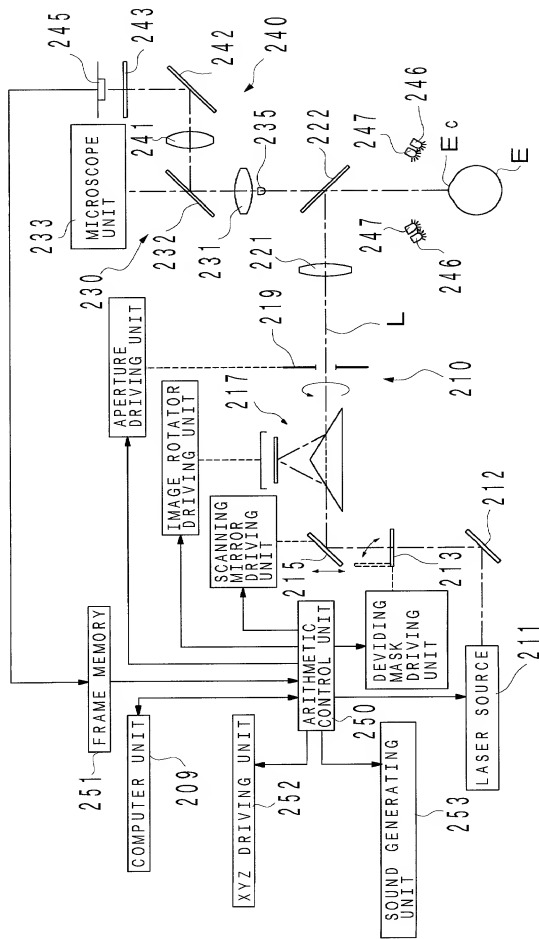 245
243
242
240
241
MICROSCOPE
UNIT
233
232
231
235
230
222
247
246
Ec
E
247
246
221
L
219
210
APERTURE
DRIVING UNIT
217
IMAGE ROTATOR
DRIVING UNIT
SCANNING
MIRROR
DRIVING
UNIT
215
213
212
FRAME MEMORY
251
ARITHMETIC
CONTROL UNIT
250
DEVIDING
MASK
DRIVING
UNIT
LASER SOURCE
211
COMPUTER UNIT
209
XYZ DRIVING UNIT
252
SOUND GENERATING
UNIT
253